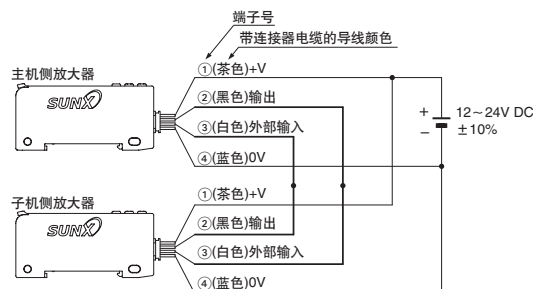 端子号
带连接器电缆的导线颜色
主机侧放大器
①(茶色)+V
SUNX
②(黑色)输出
③(白色)外部输入
④(蓝色)0V
+
−
12~24V DC
±10%
子机侧放大器
①(茶色)+V
SUNX
②(黑色)输出
③(白色)外部输入
④(蓝色)0V